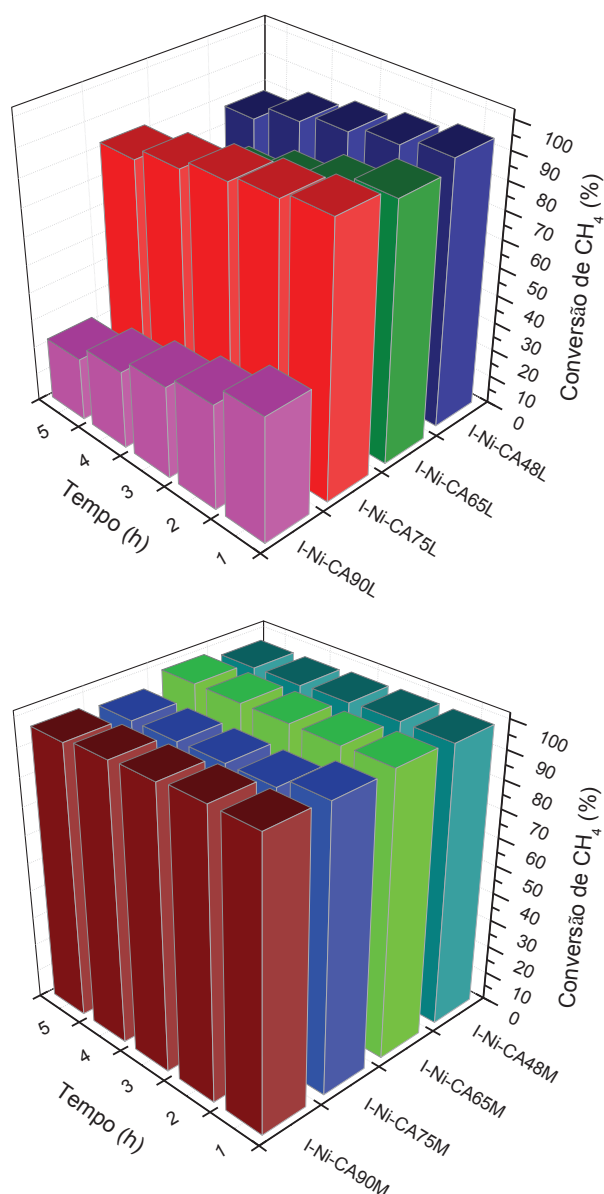 100
90
80
70
60
50
40
30
20
10
0
Conversão de CH4 (%)
5
4
3
2
1
Tempo (h)
I-Ni-CA48L
I-Ni-CA65L
I-Ni-CA75L
I-Ni-CA90L
100
90
80
70
60
50
40
30
20
10
0
Conversão de CH4 (%)
5
4
3
2
1
Tempo (h)
I-Ni-CA48M
I-Ni-CA65M
I-Ni-CA75M
I-Ni-CA90M